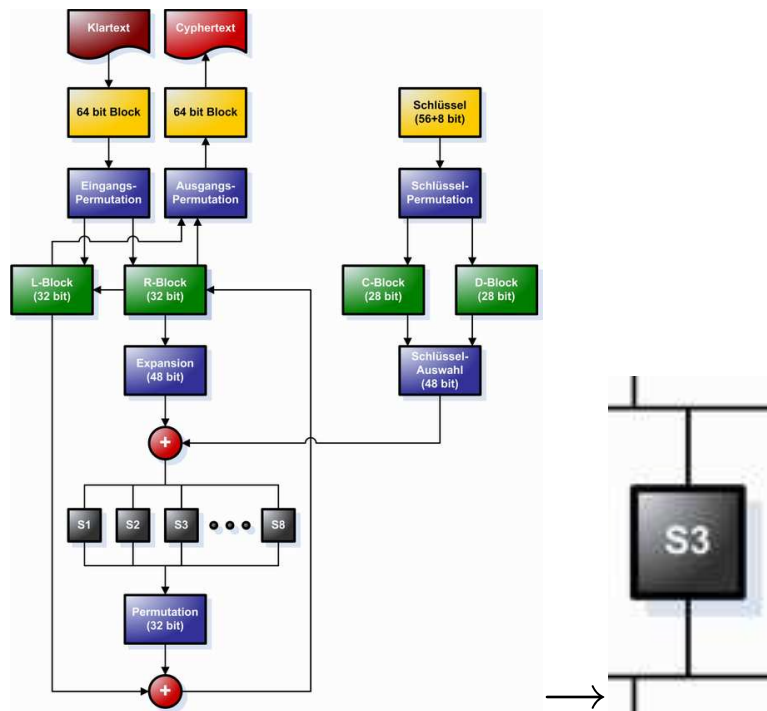 Klartext
Cyphertext
64 bit Block
64 bit Block
Schlüssel
(56+8 bit)
Eingangs-
Permutation
Ausgangs-
Permutation
Schlüssel-
Permutation
L-Block
(32 bit)
R-Block
(32 bit)
C-Block
(28 bit)
D-Block
(28 bit)
Expansion
(48 bit)
Schlüssel-
Auswahl
(48 bit)
+
S1
S2
S3
S8
Permutation
(32 bit)
+
S3